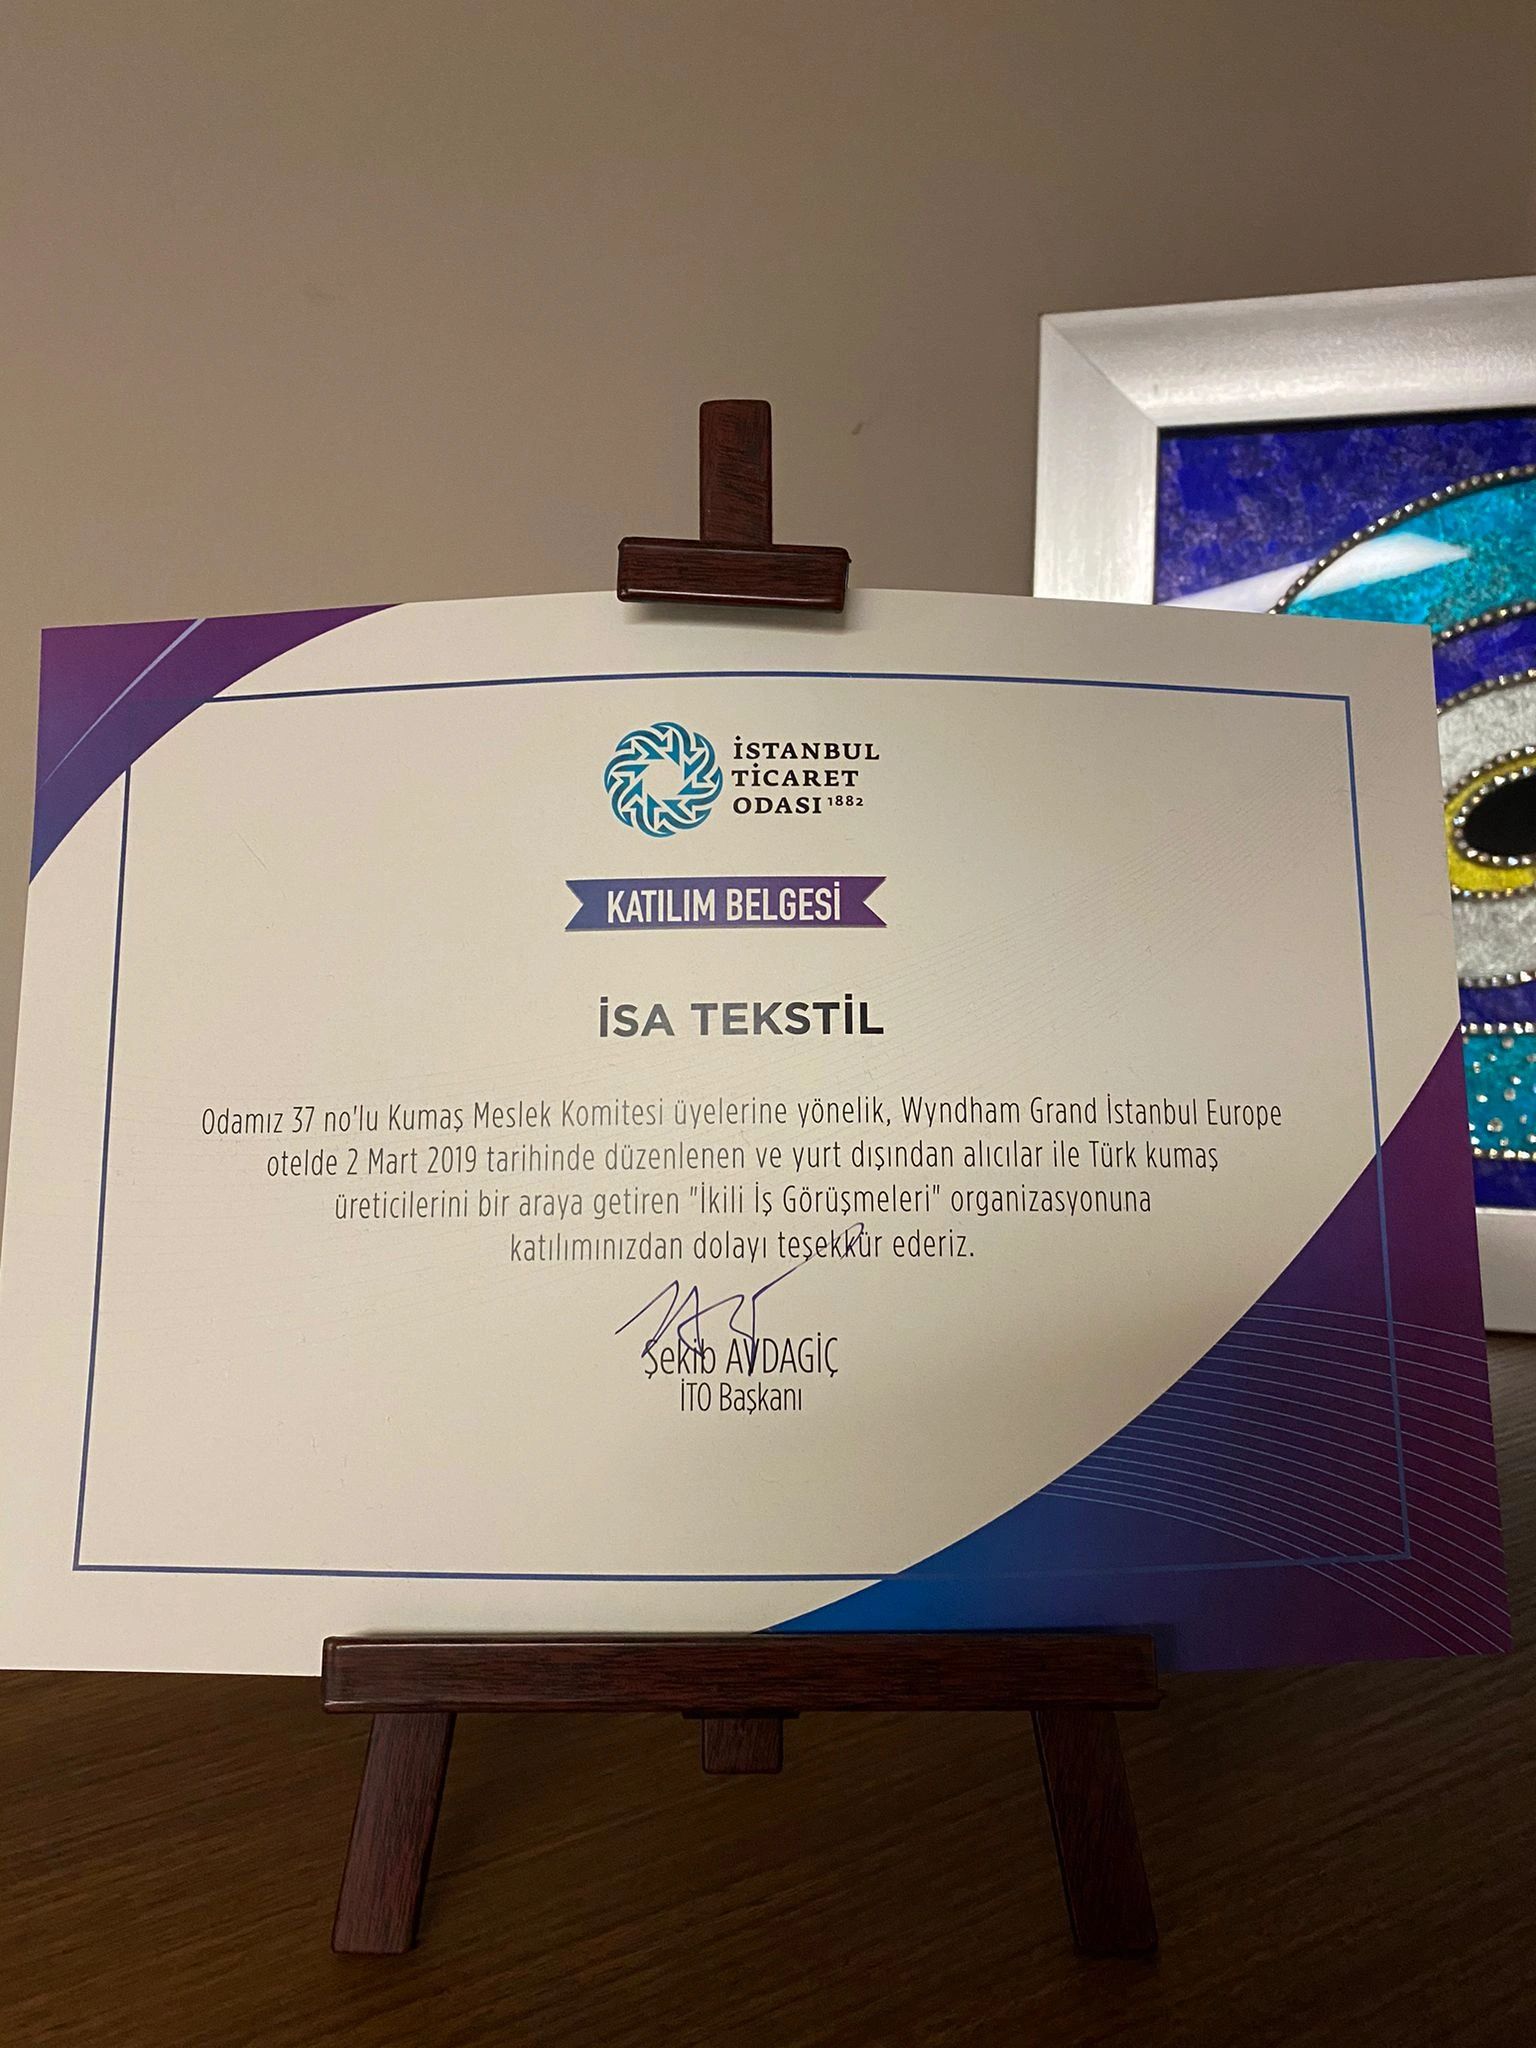 İSTANBUL
TİCARET
ODASI 1882
KATILIM BELGESİ
İSA TEKSTİL
Odamız 37 no'lu Kumaş Meslek Komitesi üyelerine yönelik, Wyndham Grand İstanbul Europe
otelde 2 Mart 2019 tarihinde düzenlenen ve yurt dışından alıcılar ile Türk kumaş
üreticilerini bir araya getiren "İkili İş Görüşmeleri" organizasyonuna
katılımınızdan dolayı teşekkür ederiz.
Şekib AVDAGİÇ
İTO Başkanı